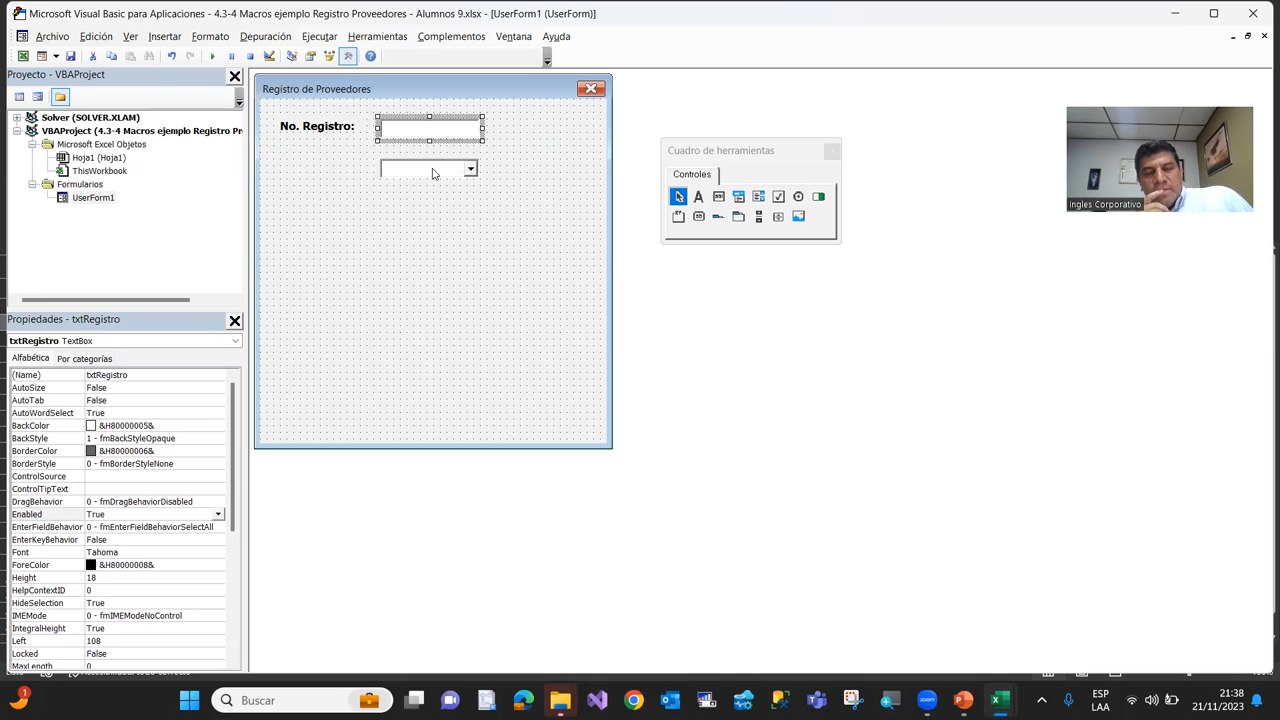 Microsoft Visual Basic para Aplicaciones - 4.3-4 Macros ejemplo Registro Proveedores - Alumnos 9.xlsx - [UserForm1 (UserForm)]
Archivo Edición Ver Insertar Formato Depuración Ejecutar Herramientas Complementos Ventana Ayuda
Proyecto - VBAProject
Solver (SOLVER.XLAM)
VBAProject (4.3-4 Macros ejemplo Registro Pr
Microsoft Excel Objetos
Hoja1 (Hoja1)
ThisWorkbook
Formularios
UserForm1
Registro de Proveedores
No. Registro:
Cuadro de herramientas
Controles
Ingles Corporativo
Propiedades - txtRegistro
txtRegistro TextBox
Alfabética Por categorías
(Name) txtRegistro
AutoSize False
AutoTab False
AutoWordSelect True
BackColor &H80000005&
BackStyle 1 - fmBackStyleOpaque
BorderColor &H80000006&
BorderStyle 0 - fmBorderStyleNone
ControlSource
ControlTipText
DragBehavior 0 - fmDragBehaviorDisabled
Enabled True
EnterFieldBehavior 0 - fmEnterFieldBehaviorSelectAll
EnterKeyBehavior False
Font Tahoma
ForeColor &H80000008&
Height 18
HelpContextID 0
HideSelection True
IMEMode 0 - fmIMEModeNoControl
IntegralHeight True
Left 108
Locked False
MaxLength 0
1
Buscar
ESP
LAA
21:38
21/11/2023